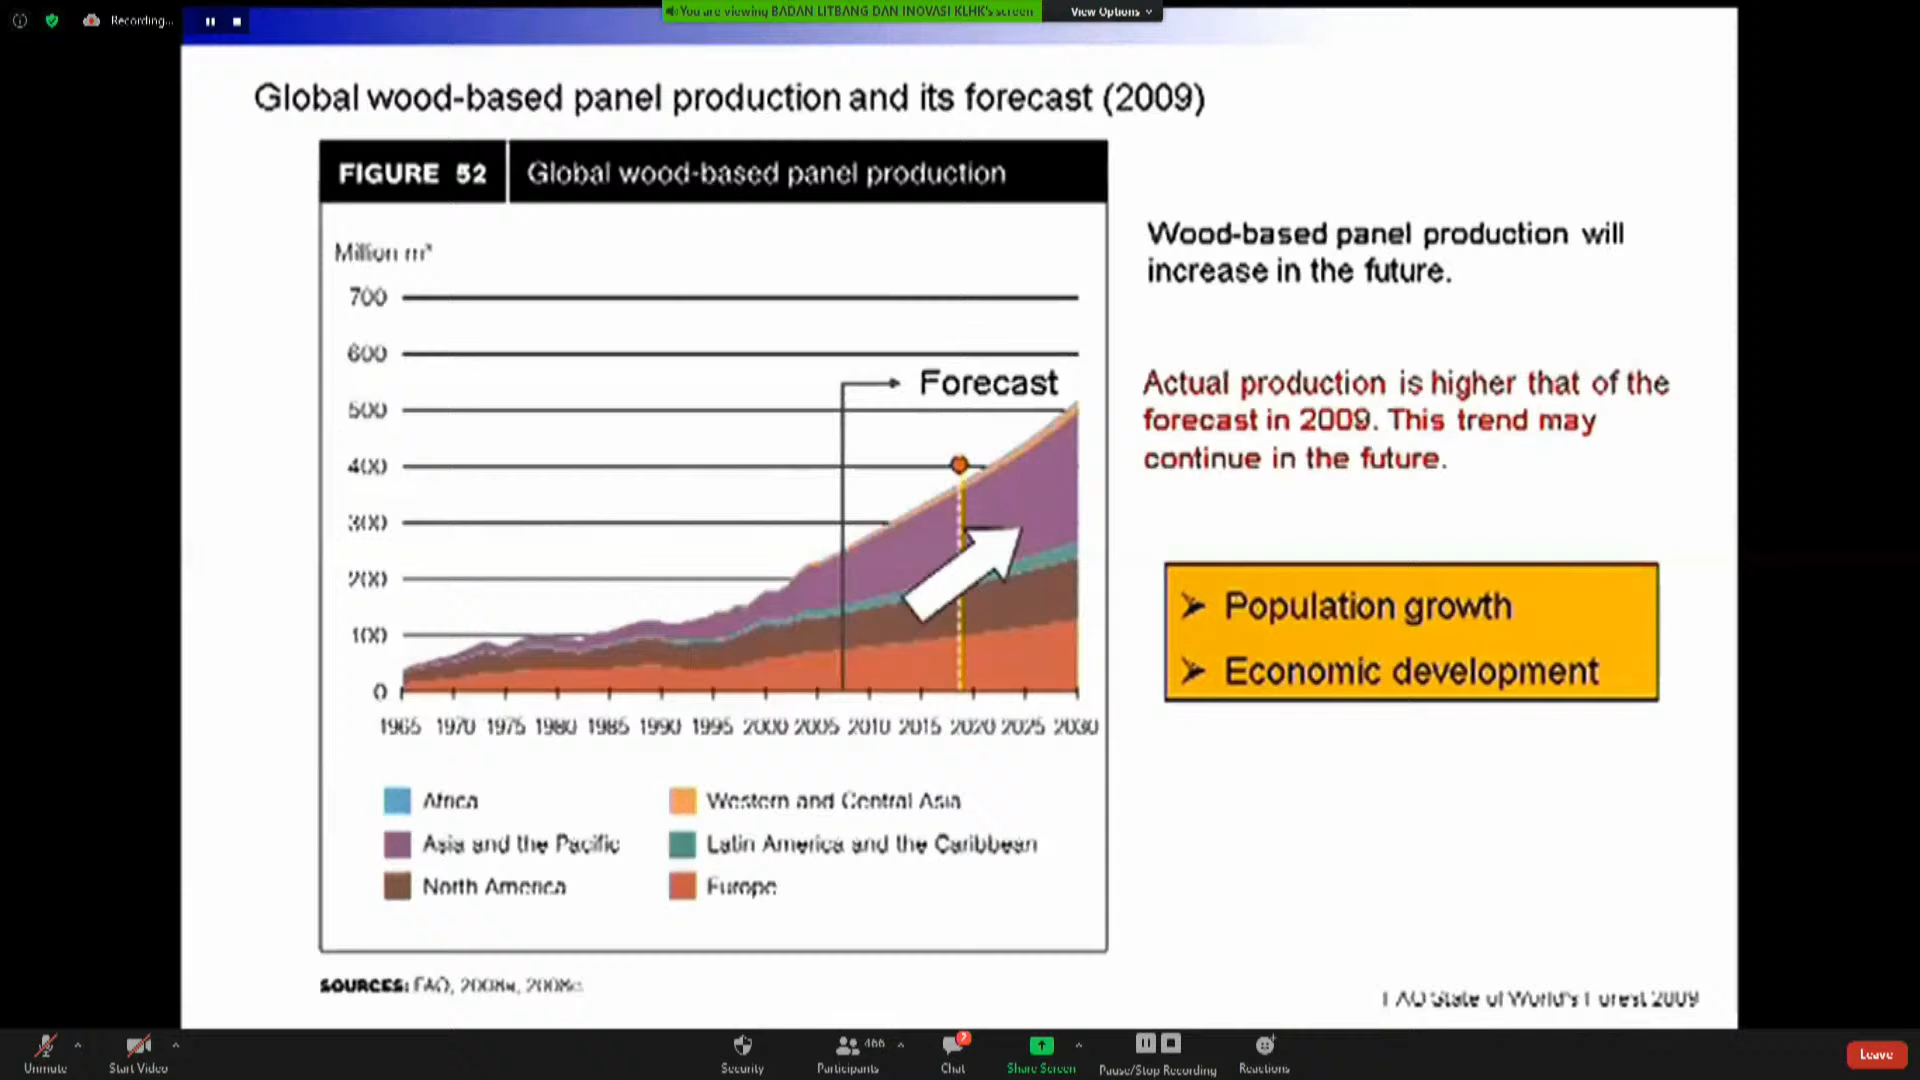 Recording...
You are viewing BADAN LITBANG DAN INOVASI KLHK's screen
View Options
Global wood-based panel production and its forecast (2009)
FIGURE 52
Global wood-based panel production
Million m³
700
600
500
400
300
200
100
0
Forecast
1965 1970 1975 1980 1985 1990 1995 2000 2005 2010 2015 2020 2025 2030
Africa
Western and Central Asia
Asia and the Pacific
Latin America and the Caribbean
North America
Europe
SOURCES: FAO, 2008a, 2008c.
Wood-based panel production will
increase in the future.
Actual production is higher that of the
forecast in 2009. This trend may
continue in the future.
➤ Population growth
➤ Economic development
FAO State of World's Forest 2009
Unmute
Start Video
Security
Participants
466
Chat
Share Screen
Pause/Stop Recording
Reactions
Leave